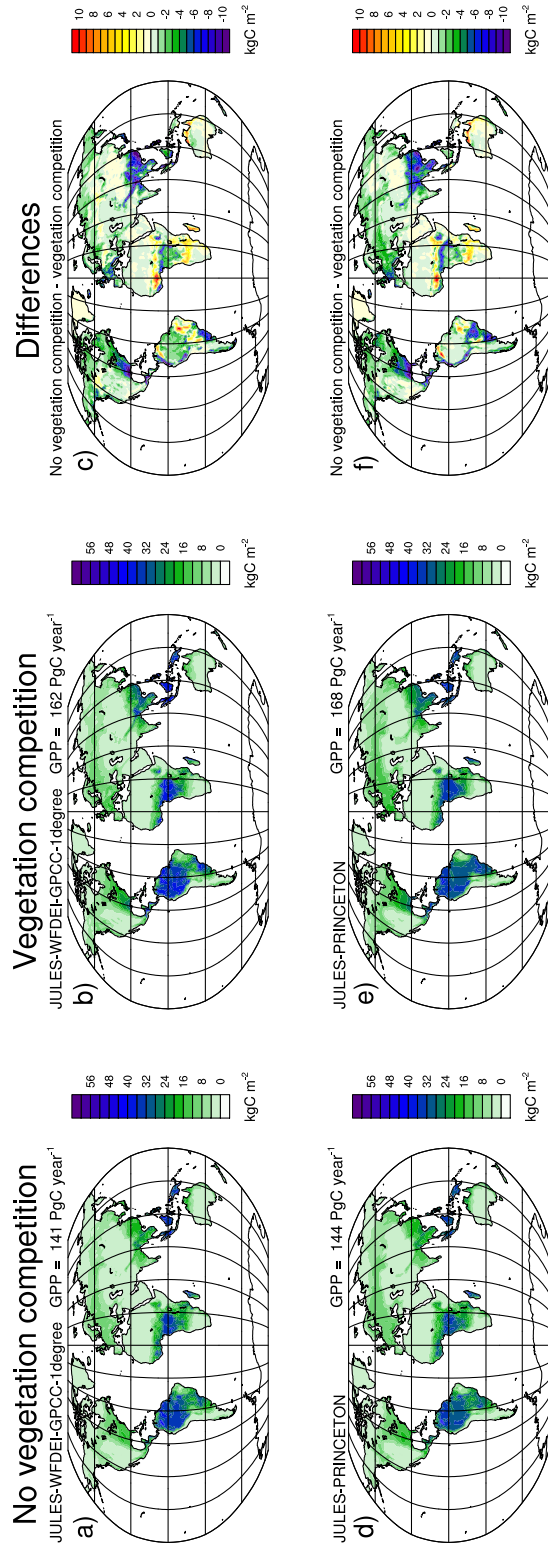 No vegetation competition
Vegetation competition
Differences
JULES-WFDEI-GPCC-1degree GPP = 141 PgC year-1
a)
56
48
40
32
24
16
8
0
kgC m-2
JULES-WFDEI-GPCC-1degree GPP = 162 PgC year-1
b)
56
48
40
32
24
16
8
0
kgC m-2
No vegetation competition - vegetation competition
c)
10
8
6
4
2
0
-2
-4
-6
-8
-10
kgC m-2
JULES-PRINCETON GPP = 144 PgC year-1
d)
56
48
40
32
24
16
8
0
kgC m-2
JULES-PRINCETON GPP = 168 PgC year-1
e)
56
48
40
32
24
16
8
0
kgC m-2
No vegetation competition - vegetation competition
f)
10
8
6
4
2
0
-2
-4
-6
-8
-10
kgC m-2